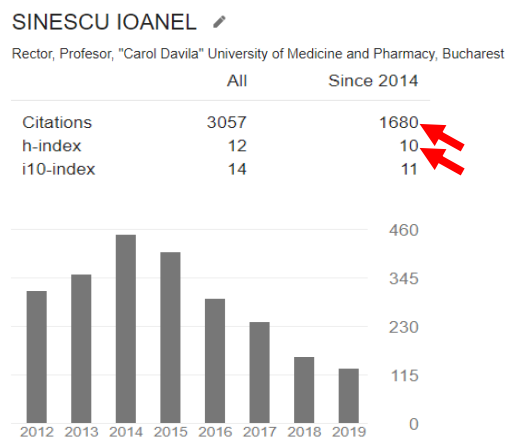 SINESCU IOANEL
Rector, Profesor, "Carol Davila" University of Medicine and Pharmacy, Bucharest
All Since 2014
Citations 3057 1680
h-index 12 10
i10-index 14 11
460
345
230
115
0
2012 2013 2014 2015 2016 2017 2018 2019